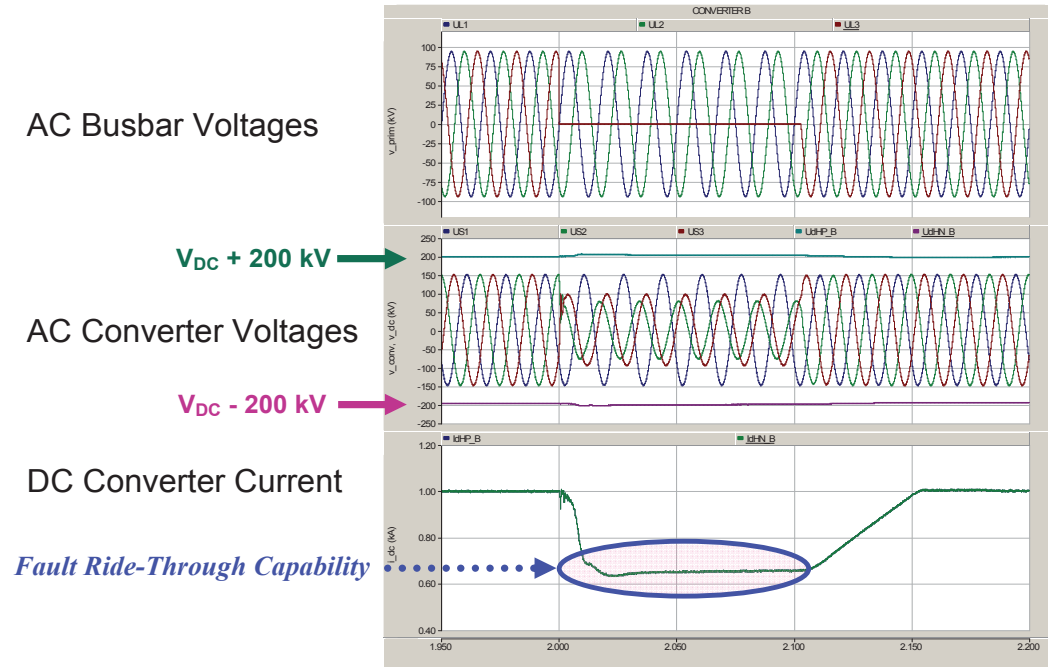 CONVERTER B
UL1 UL2 UL3
AC Busbar Voltages
v_prim (kV)
100
75
50
25
0
-25
-50
-75
-100
US1 US2 US3 UdHP_B UdHN_B
VDC + 200 kV
AC Converter Voltages
VDC - 200 kV
v_conv, v_dc (kV)
250
200
150
100
50
0
-50
-100
-150
-200
-250
IdHP_B IdHN_B
DC Converter Current
Fault Ride-Through Capability
i_dc (kA)
1.20
1.00
0.80
0.60
0.40
1.950 2.000 2.050 2.100 2.150 2.200